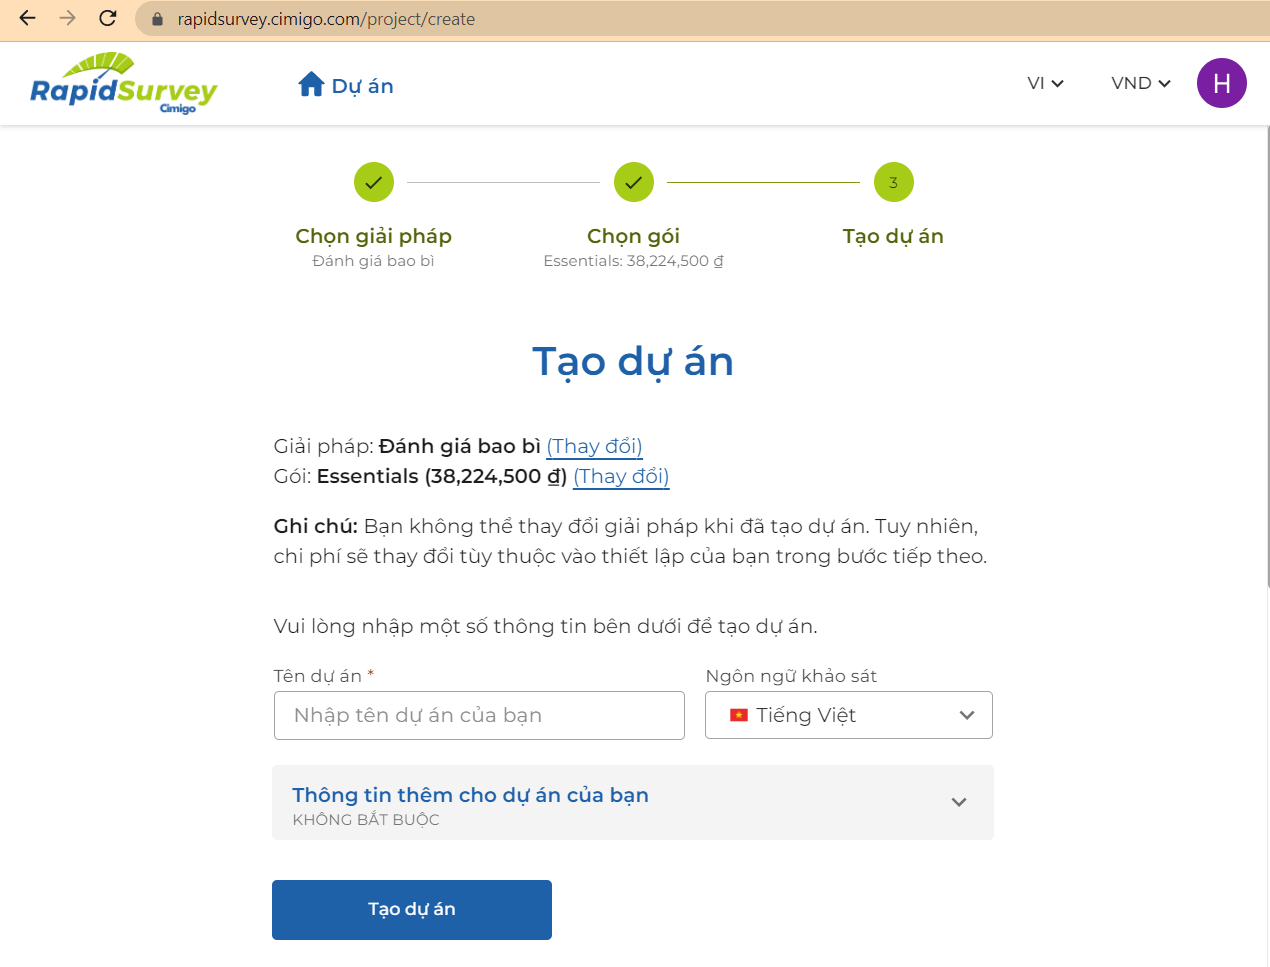 rapidsurvey.cimigo.com/project/create
RapidSurvey
Cimigo
Dự án
VI
VND
H
3
Chọn giải pháp
Chọn gói
Tạo dự án
Đánh giá bao bì
Essentials: 38,224,500 ₫
Tạo dự án
Giải pháp: Đánh giá bao bì (Thay đổi)
Gói: Essentials (38,224,500 ₫) (Thay đổi)
Ghi chú: Bạn không thể thay đổi giải pháp khi đã tạo dự án. Tuy nhiên,
chi phí sẽ thay đổi tùy thuộc vào thiết lập của bạn trong bước tiếp theo.
Vui lòng nhập một số thông tin bên dưới để tạo dự án.
Tên dự án *
Ngôn ngữ khảo sát
Nhập tên dự án của bạn
Tiếng Việt
Thông tin thêm cho dự án của bạn
KHÔNG BẮT BUỘC
Tạo dự án